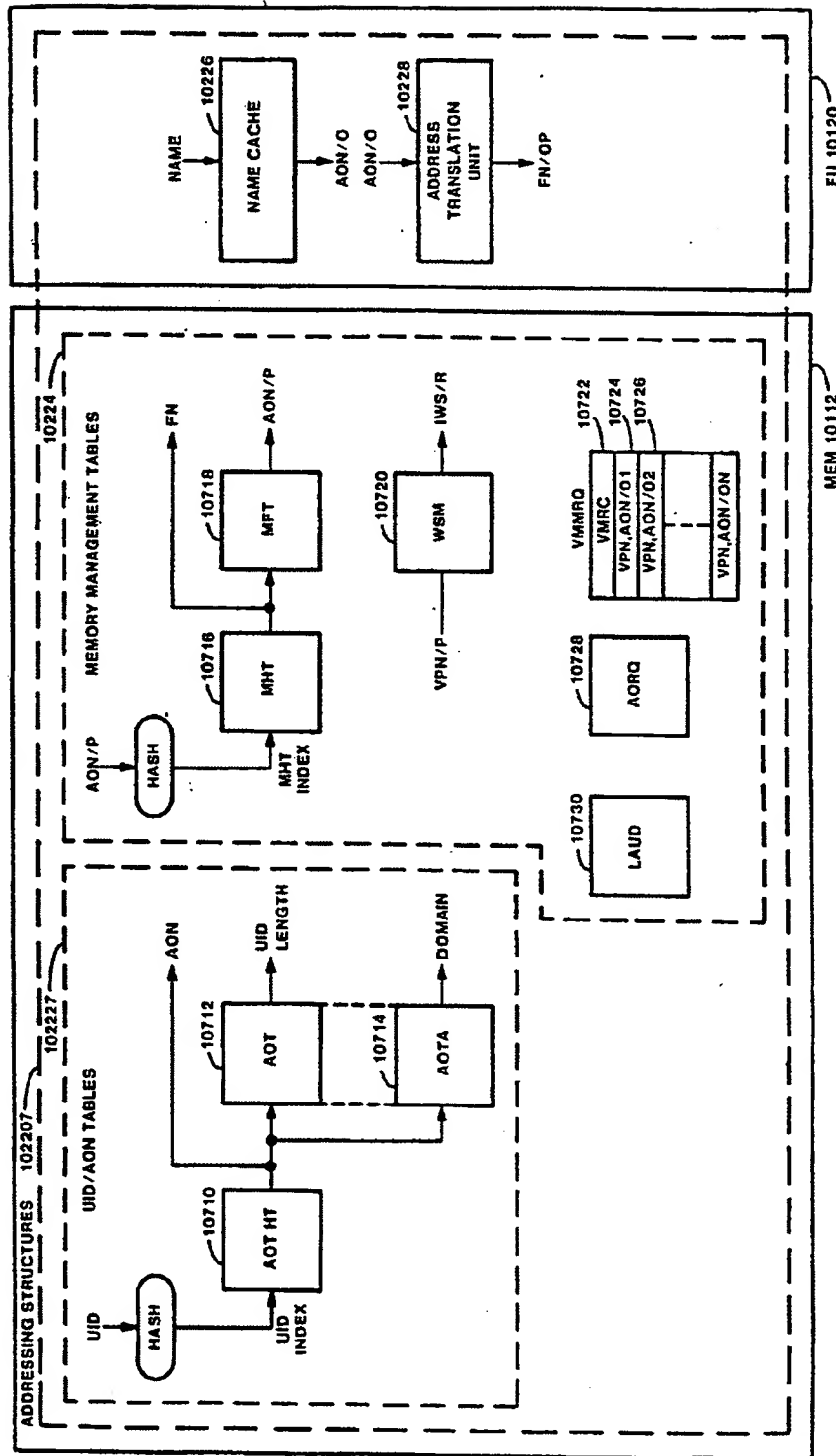 ADDRESSING STRUCTURES 102207
102227
UID/AON TABLES
UID
HASH
UID
INDEX
10710
AOT HT
AON
10712
AOT
UID
LENGTH
10714
AOTA
DOMAIN
10224
MEMORY MANAGEMENT TABLES
AON/P
HASH
MHT
INDEX
10716
MHT
FN
10718
MFT
AON/P
VPN/P
10720
WSM
IWS/R
10730
LAUD
10728
AORQ
VMMRQ
VMRC
10722
VPN,AON/O1
10724
VPN,AON/O2
10726
VPN,AON/ON
MEM 10112
NAME
10226
NAME CACHE
AON/O
AON/O
10228
ADDRESS
TRANSLATION
UNIT
FN/OP
FU 10120